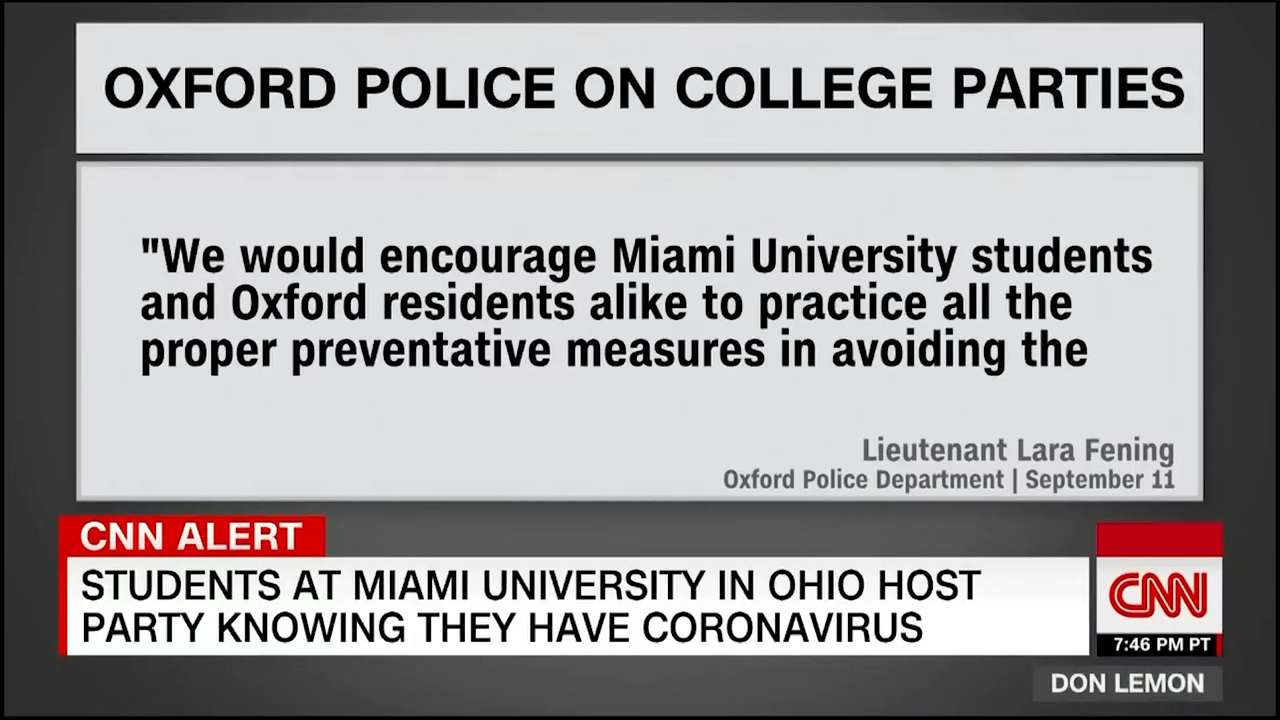 OXFORD POLICE ON COLLEGE PARTIES
"We would encourage Miami University students
and Oxford residents alike to practice all the
proper preventative measures in avoiding the
Lieutenant Lara Fening
Oxford Police Department | September 11
CNN ALERT
STUDENTS AT MIAMI UNIVERSITY IN OHIO HOST
PARTY KNOWING THEY HAVE CORONAVIRUS
CNN
7:46 PM PT
DON LEMON